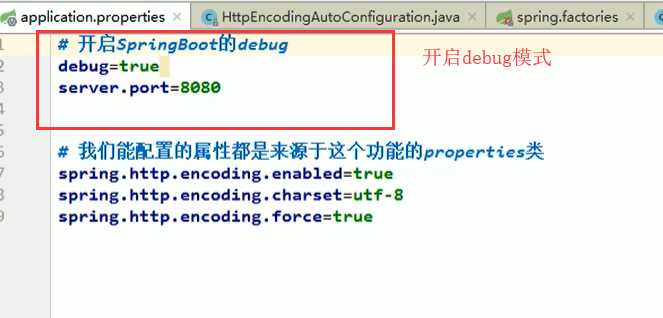 application.properties
HttpEncodingAutoConfiguration.java
spring.factories
1
# 开启SpringBoot的debug
开启debug模式
2
debug=true
3
server.port=8080
4
5
6
# 我们能配置的属性都是来源于这个功能的properties类
7
spring.http.encoding.enabled=true
8
spring.http.encoding.charset=utf-8
9
spring.http.encoding.force=true